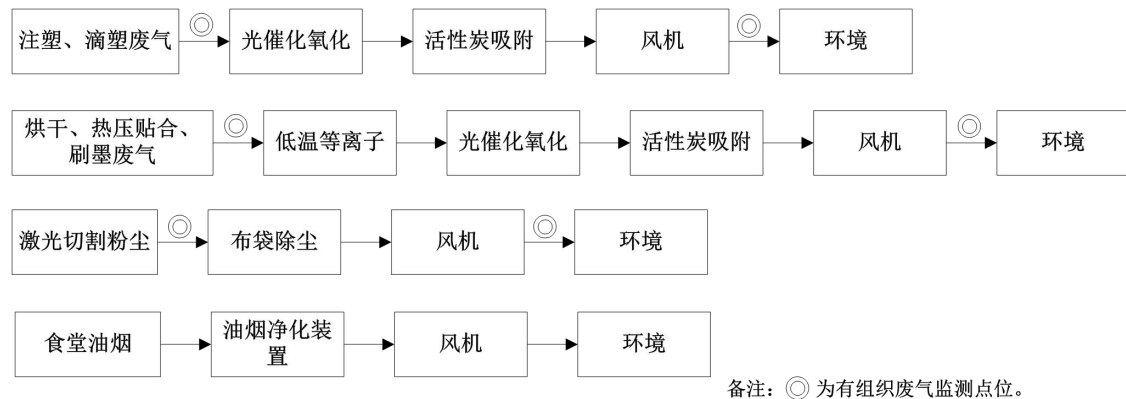 注塑、滴塑废气
光催化氧化
活性炭吸附
风机
环境
烘干、热压贴合、
刷墨废气
低温等离子
光催化氧化
活性炭吸附
风机
环境
激光切割粉尘
布袋除尘
风机
环境
食堂油烟
油烟净化装
置
风机
环境
备注:◎为有组织废气监测点位。